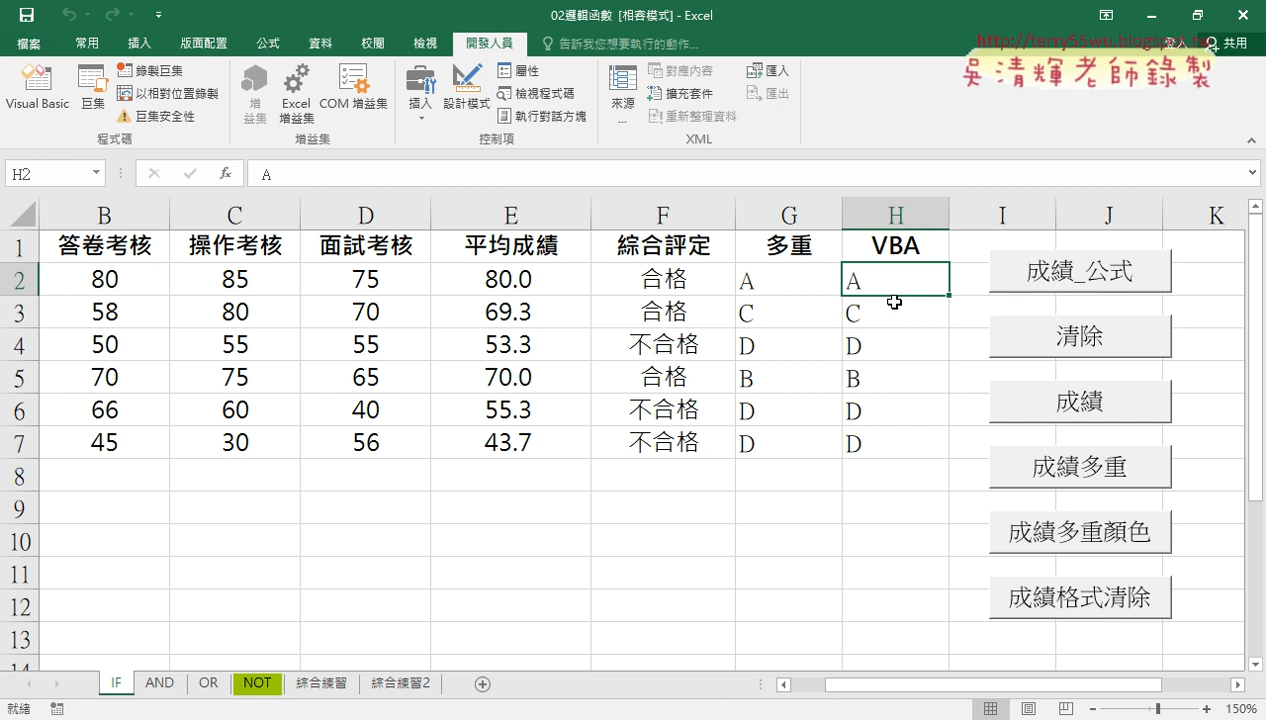 02邏輯函數 [相容模式] - Excel
檔案 常用 插入 版面配置 公式 資料 校閱 檢視 開發人員 告訴我您想要執行的動作... 登入 共用
http://terry55wu.blogspot.tw
吳清輝老師錄製
Visual Basic 巨集 錄製巨集 以相對位置錄製 巨集安全性 程式碼
增益集 Excel 增益集 COM 增益集 增益集
插入 設計模式 屬性 檢視程式碼 執行對話方塊 控制項
來源... 對應內容 擴充套件 重新整理資料 匯入 匯出 XML
H2 fx A
B C D E F G H I J K
1 答卷考核 操作考核 面試考核 平均成績 綜合評定 多重 VBA
2 80 85 75 80.0 合格 A A
3 58 80 70 69.3 合格 C C
4 50 55 55 53.3 不合格 D D
5 70 75 65 70.0 合格 B B
6 66 60 40 55.3 不合格 D D
7 45 30 56 43.7 不合格 D D
8
9
10
11
12
13
14
成績_公式
清除
成績
成績多重
成績多重顏色
成績格式清除
IF AND OR NOT 綜合練習 綜合練習2
就緒 150%